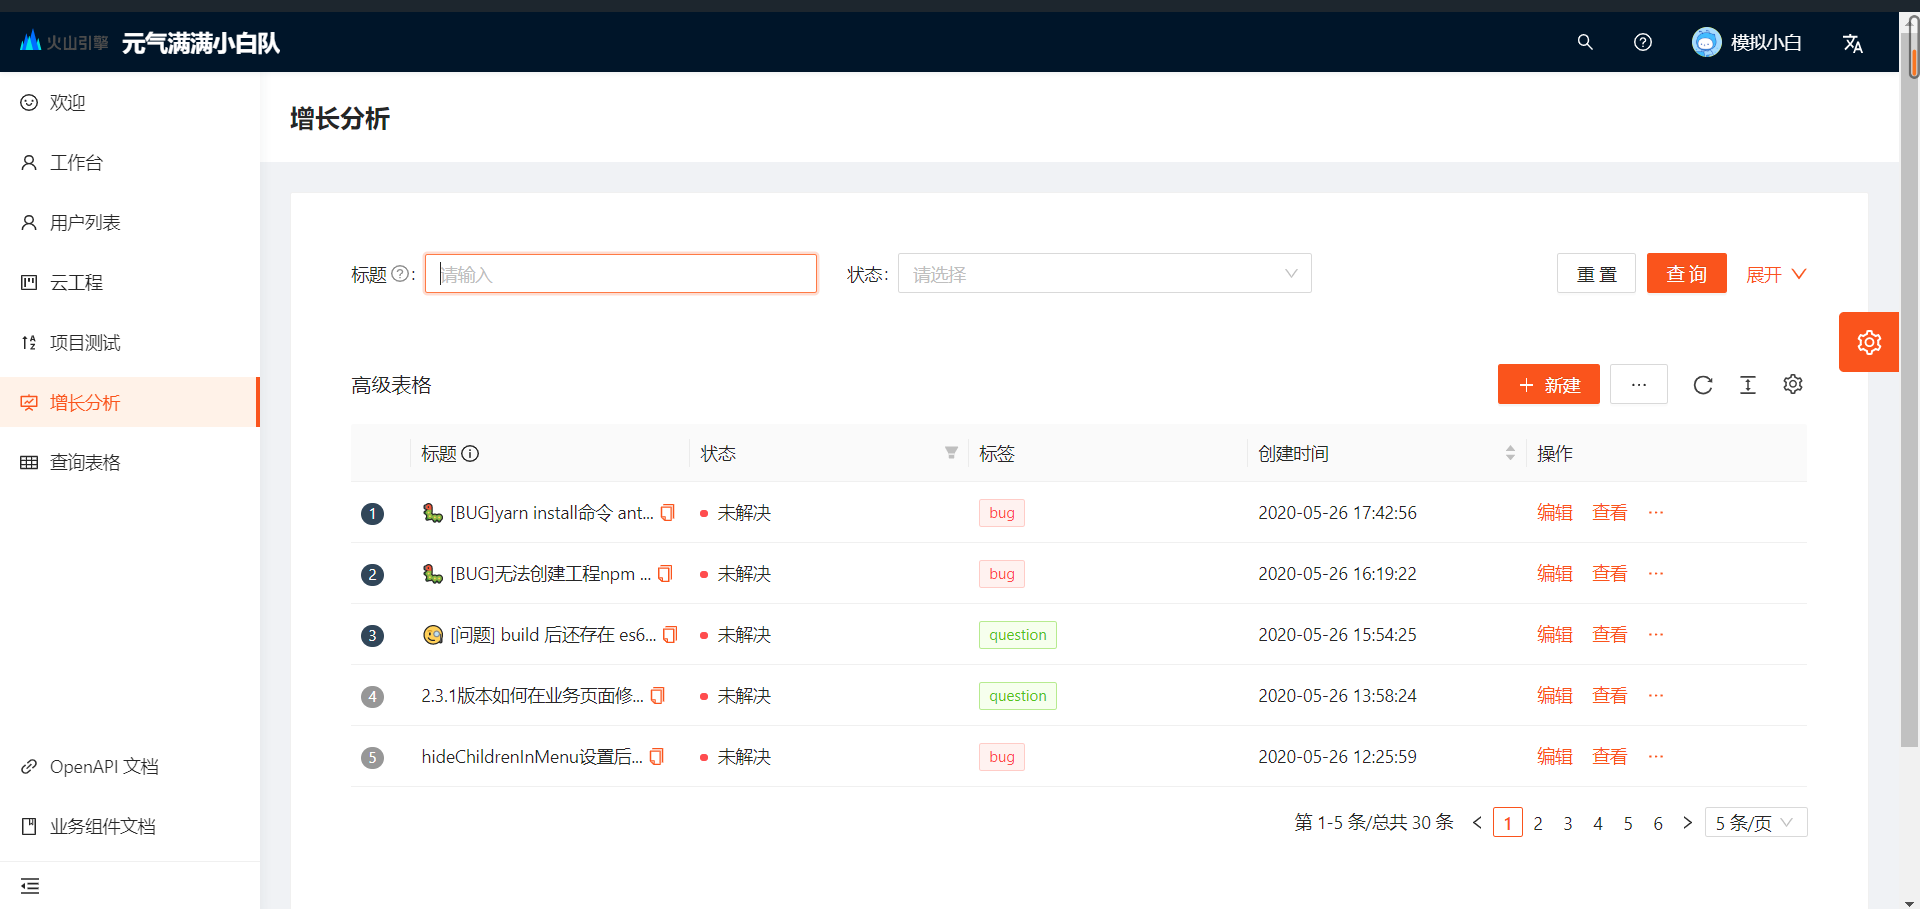 火山引擎 元气满满小白队 模拟小白
欢迎
工作台
用户列表
云工程
项目测试
增长分析
查询表格
OpenAPI 文档
业务组件文档
增长分析
标题 : 请输入 状态: 请选择 重 置 查 询 展开
高级表格 + 新建 ···
标题 状态 标签 创建时间 操作
1 🐛 [BUG]yarn install命令 ant... 未解决 bug 2020-05-26 17:42:56 编辑 查看 ···
2 🐛 [BUG]无法创建工程npm ... 未解决 bug 2020-05-26 16:19:22 编辑 查看 ···
3 🧐 [问题] build 后还存在 es6... 未解决 question 2020-05-26 15:54:25 编辑 查看 ···
4 2.3.1版本如何在业务页面修... 未解决 question 2020-05-26 13:58:24 编辑 查看 ···
5 hideChildrenInMenu设置后... 未解决 bug 2020-05-26 12:25:59 编辑 查看 ···
第 1-5 条/总共 30 条 < 1 2 3 4 5 6 > 5 条/页